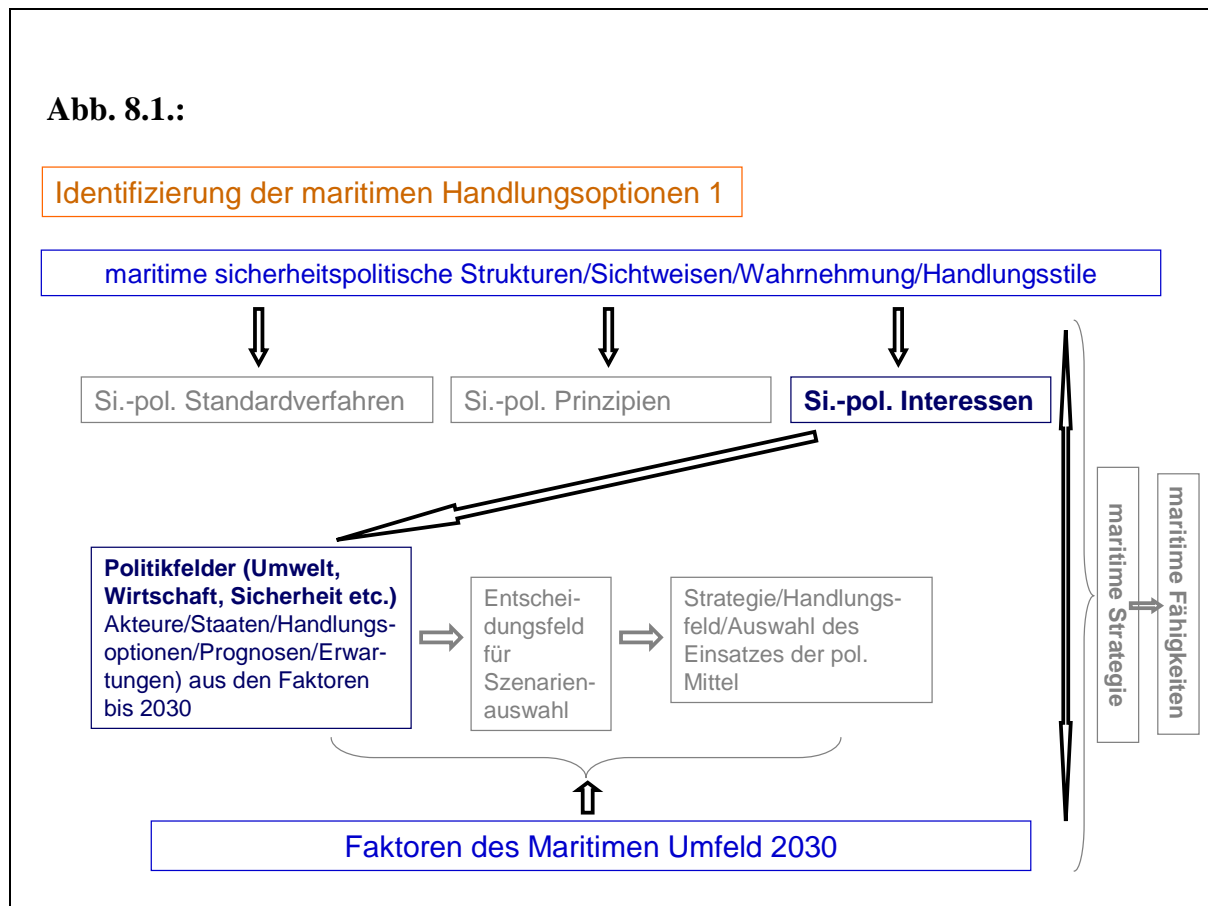 Abb. 8.1.:
Identifizierung der maritimen Handlungsoptionen 1
maritime sicherheitspolitische Strukturen/Sichtweisen/Wahrnehmung/Handlungsstile
Si.-pol. Standardverfahren
Si.-pol. Prinzipien
Si.-pol. Interessen
Politikfelder (Umwelt,
Wirtschaft, Sicherheit etc.)
Akteure/Staaten/Handlungs-
optionen/Prognosen/Erwar-
tungen) aus den Faktoren
bis 2030
Entschei-
dungsfeld
für
Szenarien-
auswahl
Strategie/Handlungs-
feld/Auswahl des
Einsatzes der pol.
Mittel
maritime Strategie
maritime Fähigkeiten
Faktoren des Maritimen Umfeld 2030